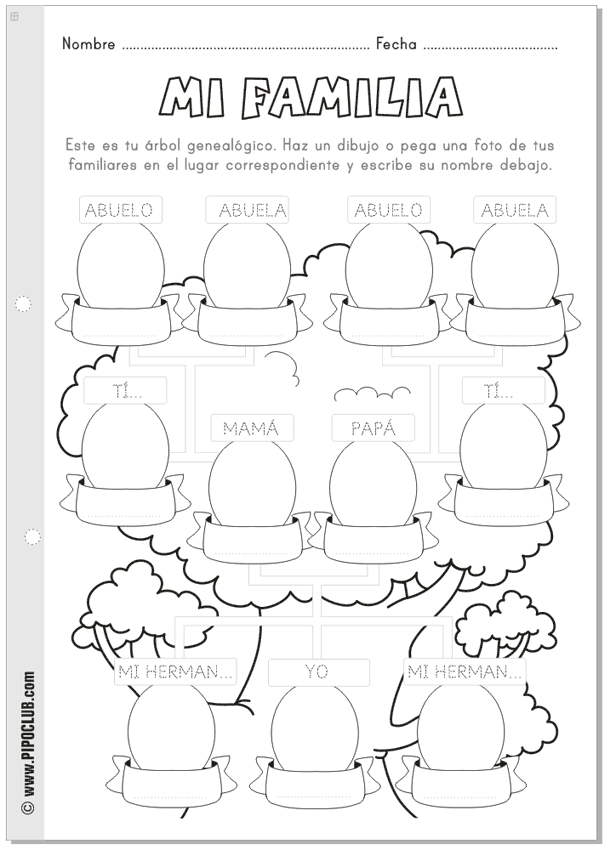 Nombre .................................................................... Fecha .....................................
MI FAMILIA
Este es tu árbol genealógico. Haz un dibujo o pega una foto de tus
familiares en el lugar correspondiente y escribe su nombre debajo.
ABUELO ABUELA ABUELO ABUELA
TÍ... TÍ...
MAMÁ PAPÁ
MI HERMAN... YO MI HERMAN...
© www.PIPOCLUB.com